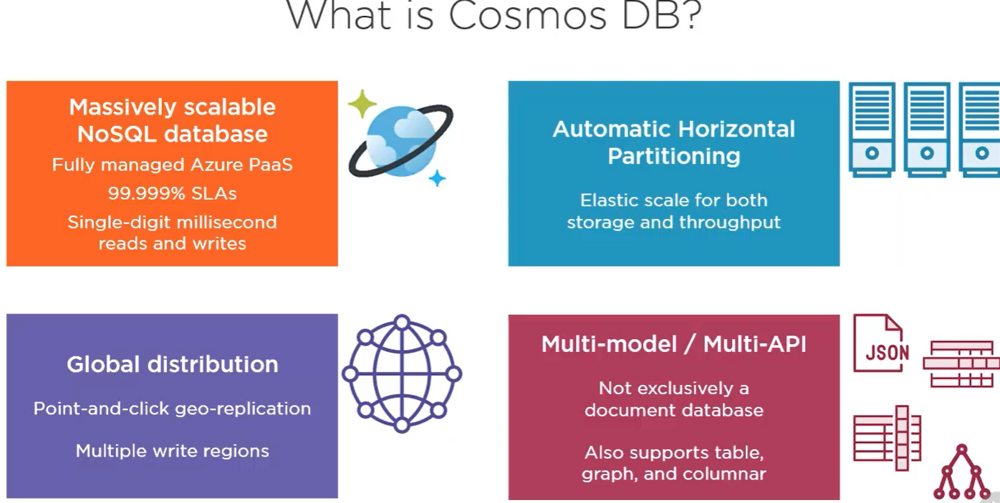 What is Cosmos DB?
Massively scalable
NoSQL database
Fully managed Azure PaaS
99.999% SLAs
Single-digit millisecond
reads and writes
Automatic Horizontal
Partitioning
Elastic scale for both
storage and throughput
Global distribution
Point-and-click geo-replication
Multiple write regions
Multi-model / Multi-API
Not exclusively a
document database
Also supports table,
graph, and columnar
JSON